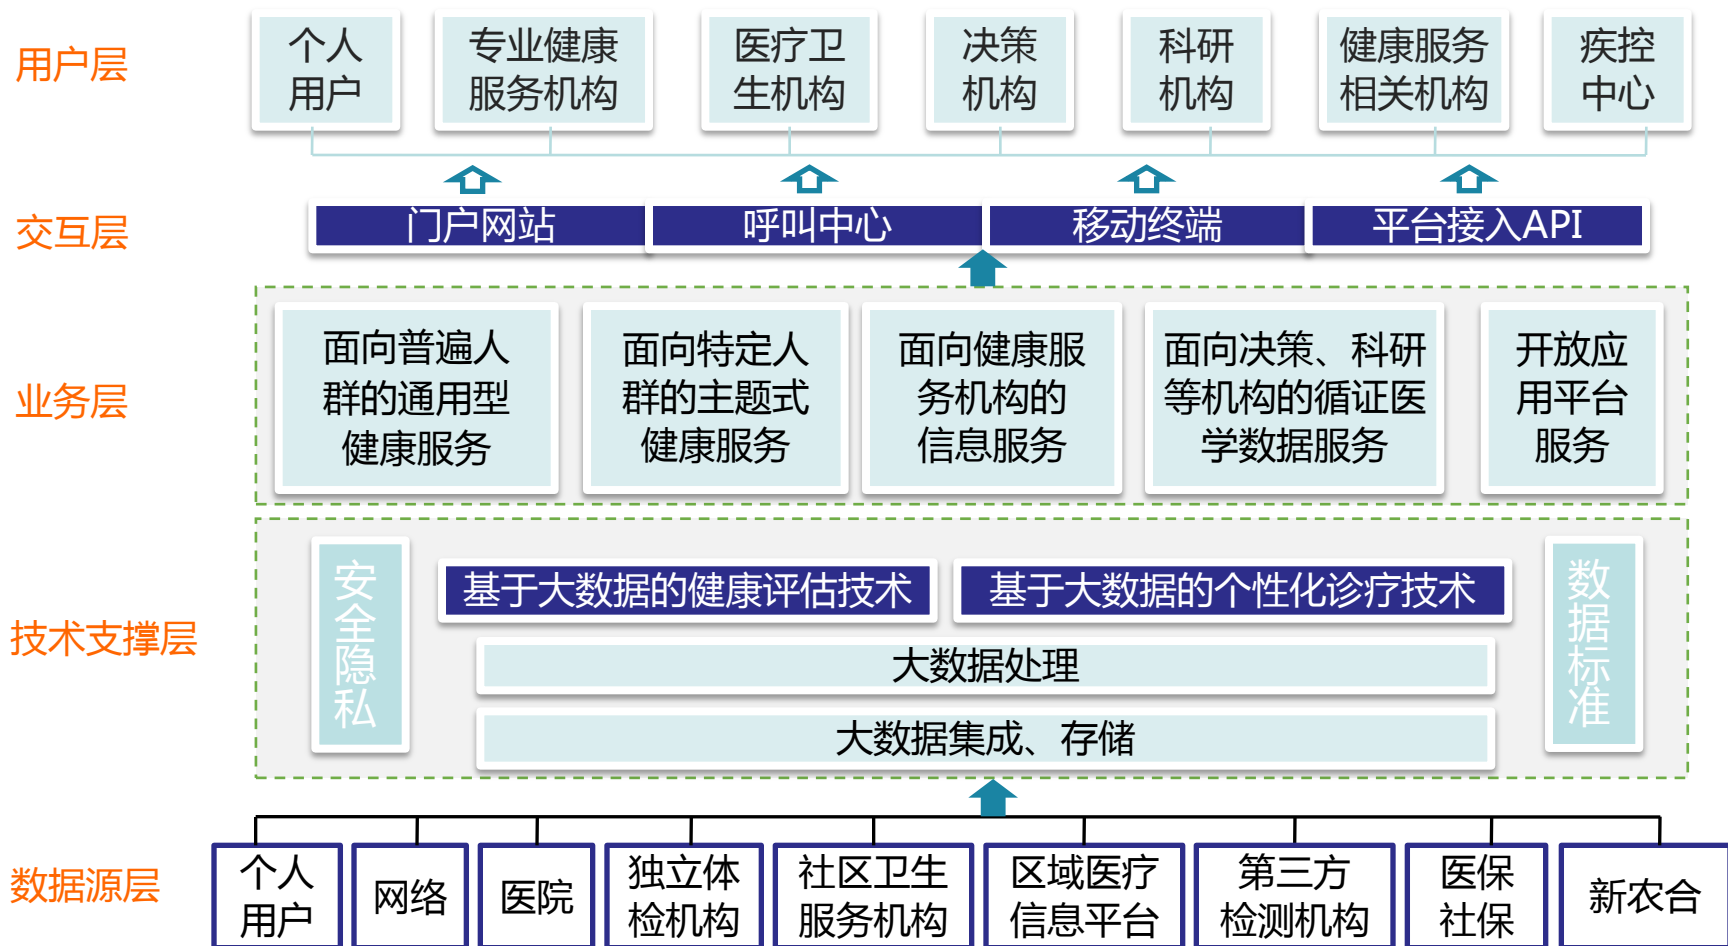 用户层
个人
用户
专业健康
服务机构
医疗卫
生机构
决策
机构
科研
机构
健康服务
相关机构
疾控
中心
交互层
门户网站
呼叫中心
移动终端
平台接入API
业务层
面向普遍人
群的通用型
健康服务
面向特定人
群的主题式
健康服务
面向健康服
务机构的
信息服务
面向决策、科研
等机构的循证医
学数据服务
开放应
用平台
服务
技术支撑层
安全隐私
基于大数据的健康评估技术
基于大数据的个性化诊疗技术
大数据处理
大数据集成、存储
数据标准
数据源层
个人
用户
网络
医院
独立体
检机构
社区卫生
服务机构
区域医疗
信息平台
第三方
检测机构
医保
社保
新农合